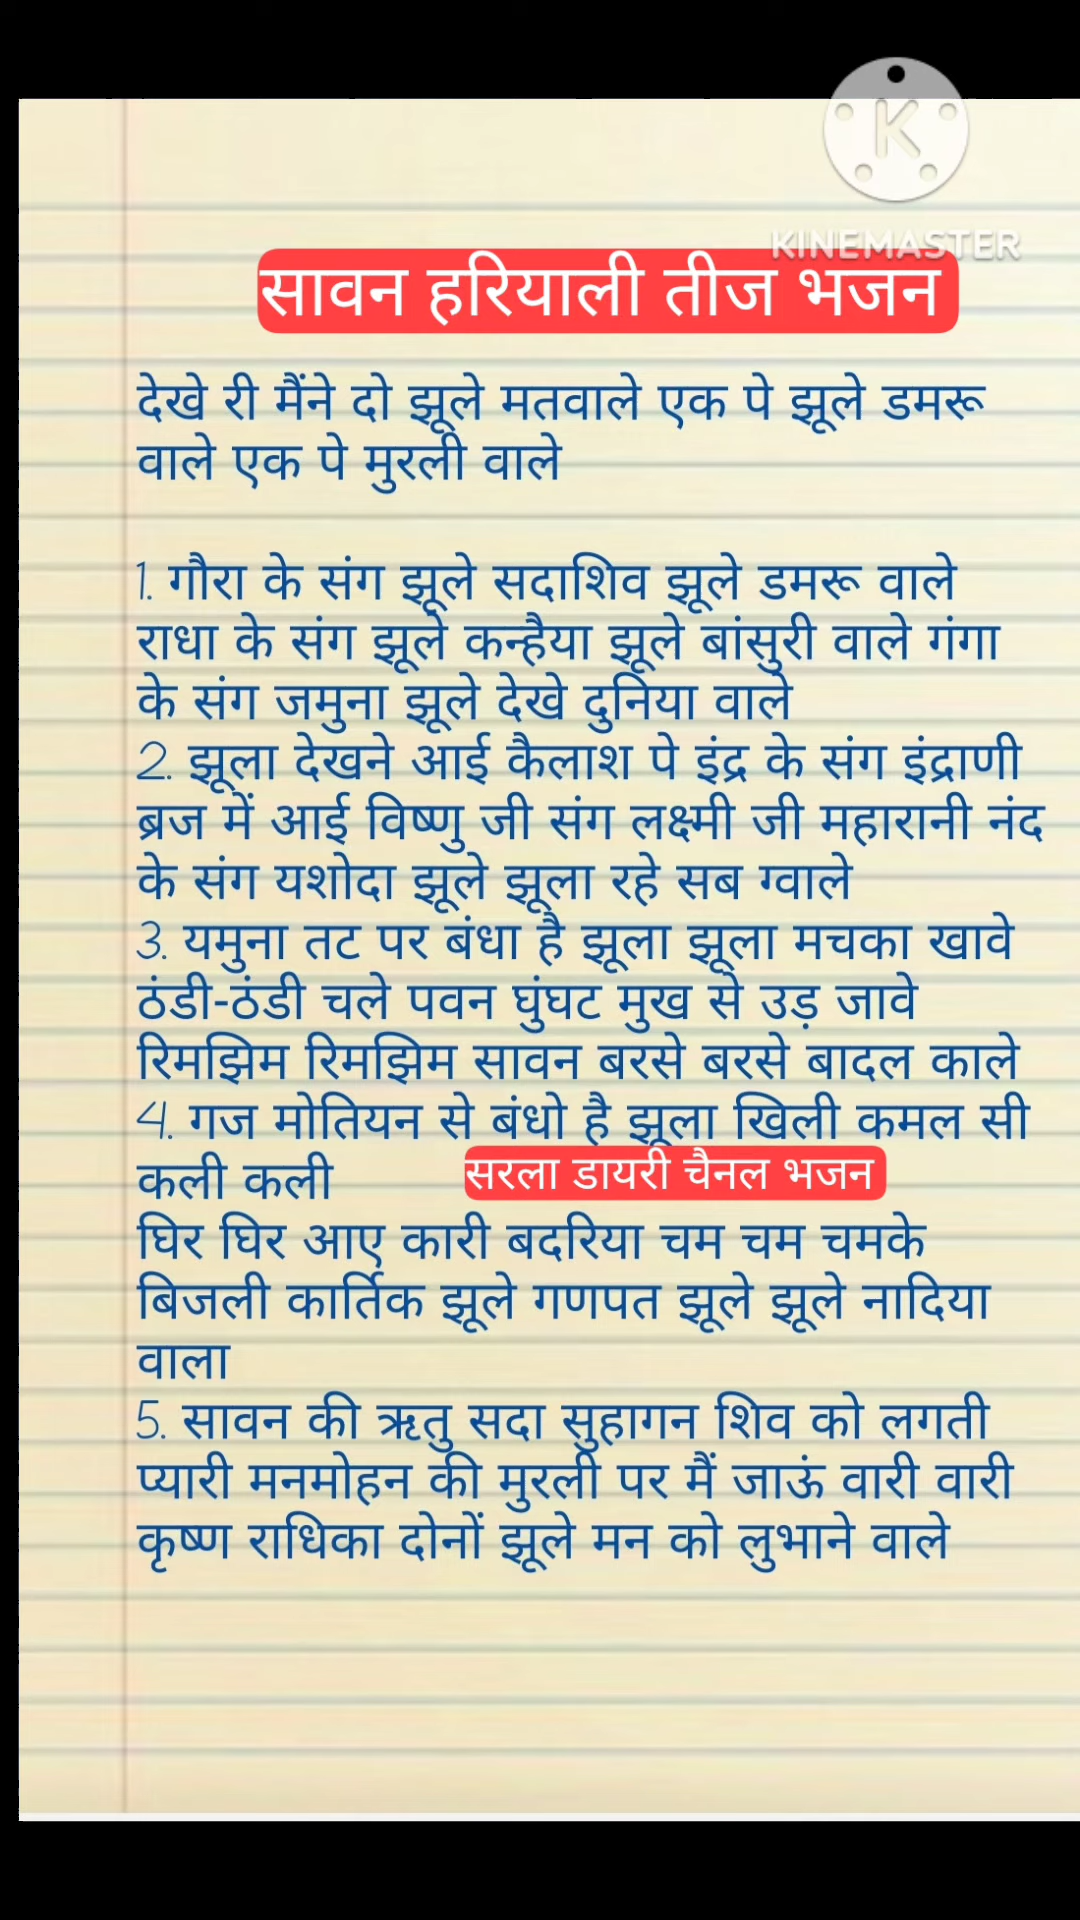 KINEMASTER
सावन हरियाली तीज भजन
देखे री मैंने दो झूले मतवाले एक पे झूले डमरू
वाले एक पे मुरली वाले
1. गौरा के संग झूले सदाशिव झूले डमरू वाले
राधा के संग झूले कन्हैया झूले बांसुरी वाले गंगा
के संग जमुना झूले देखे दुनिया वाले
2. झूला देखने आई कैलाश पे इंद्र के संग इंद्राणी
ब्रज में आई विष्णु जी संग लक्ष्मी जी महारानी नंद
के संग यशोदा झूले झूला रहे सब ग्वाले
3. यमुना तट पर बंधा है झूला झूला मचका खावे
ठंडी-ठंडी चले पवन घुंघट मुख से उड़ जावे
रिमझिम रिमझिम सावन बरसे बरसे बादल काले
4. गज मोतियन से बंधो है झूला खिली कमल सी
कली कली
सरला डायरी चैनल भजन
घिर घिर आए कारी बदरिया चम चम चमके
बिजली कार्तिक झूले गणपत झूले झूले नादिया
वाला
5. सावन की ऋतु सदा सुहागन शिव को लगती
प्यारी मनमोहन की मुरली पर मैं जाऊं वारी वारी
कृष्ण राधिका दोनों झूले मन को लुभाने वाले